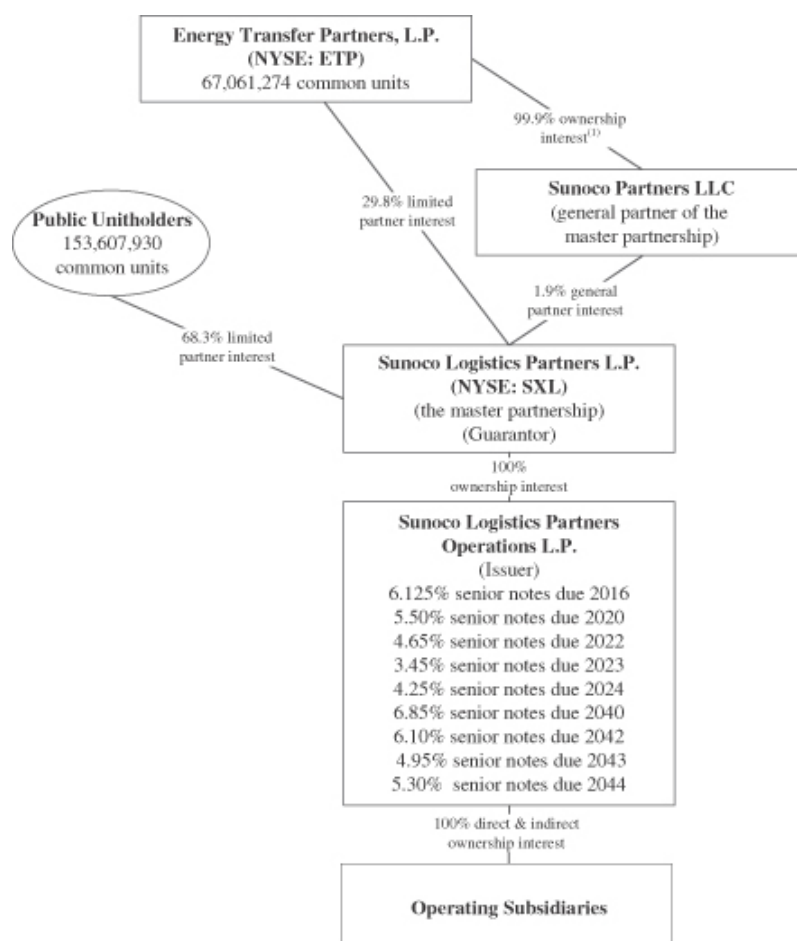 Energy Transfer Partners, L.P.
(NYSE: ETP)
67,061,274 common units
99.9% ownership
interest(1)
Sunoco Partners LLC
(general partner of the
master partnership)
29.8% limited
partner interest
Public Unitholders
153,607,930
common units
1.9% general
partner interest
68.3% limited
partner interest
Sunoco Logistics Partners L.P.
(NYSE: SXL)
(the master partnership)
(Guarantor)
100%
ownership interest
Sunoco Logistics Partners
Operations L.P.
(Issuer)
6.125% senior notes due 2016
5.50% senior notes due 2020
4.65% senior notes due 2022
3.45% senior notes due 2023
4.25% senior notes due 2024
6.85% senior notes due 2040
6.10% senior notes due 2042
4.95% senior notes due 2043
5.30% senior notes due 2044
100% direct & indirect
ownership interest
Operating Subsidiaries